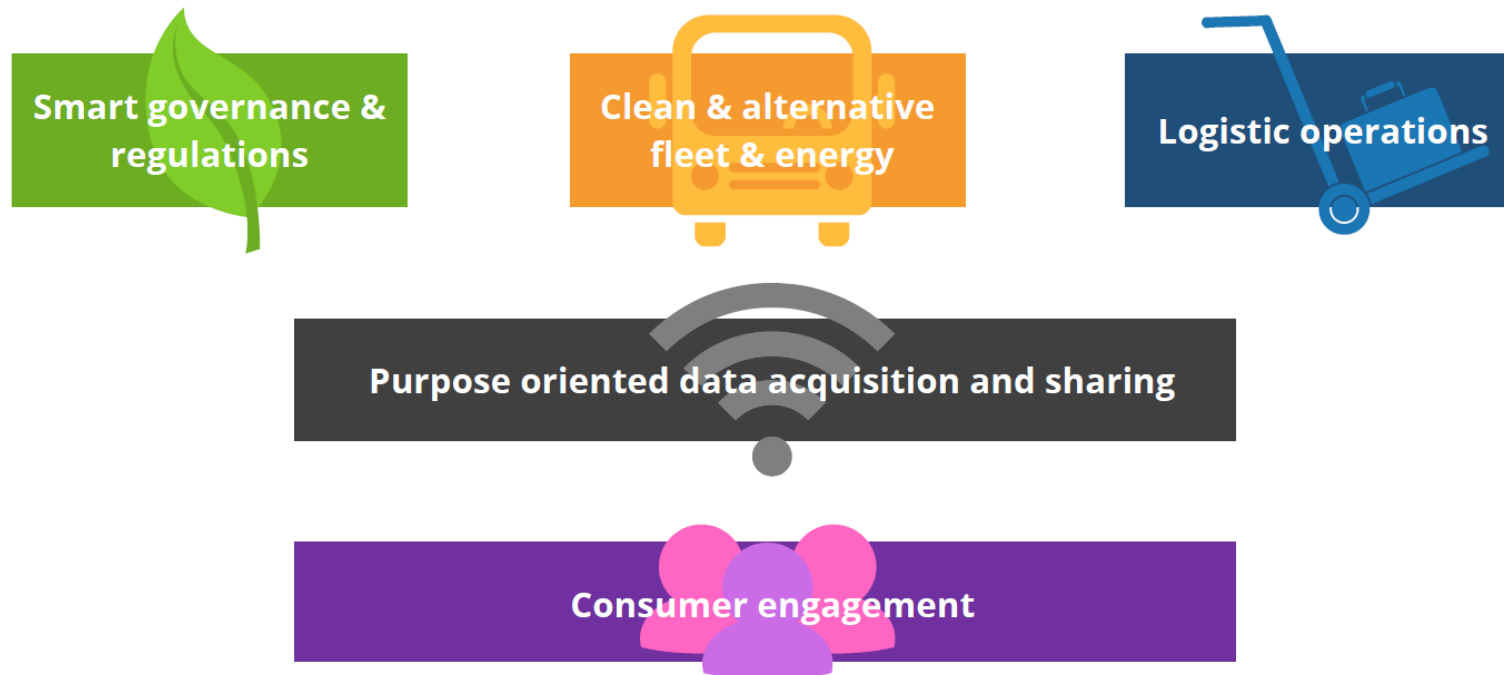 Smart governance &
regulations
Clean & alternative
fleet & energy
Logistic operations
Purpose oriented data acquisition and sharing
Consumer engagement